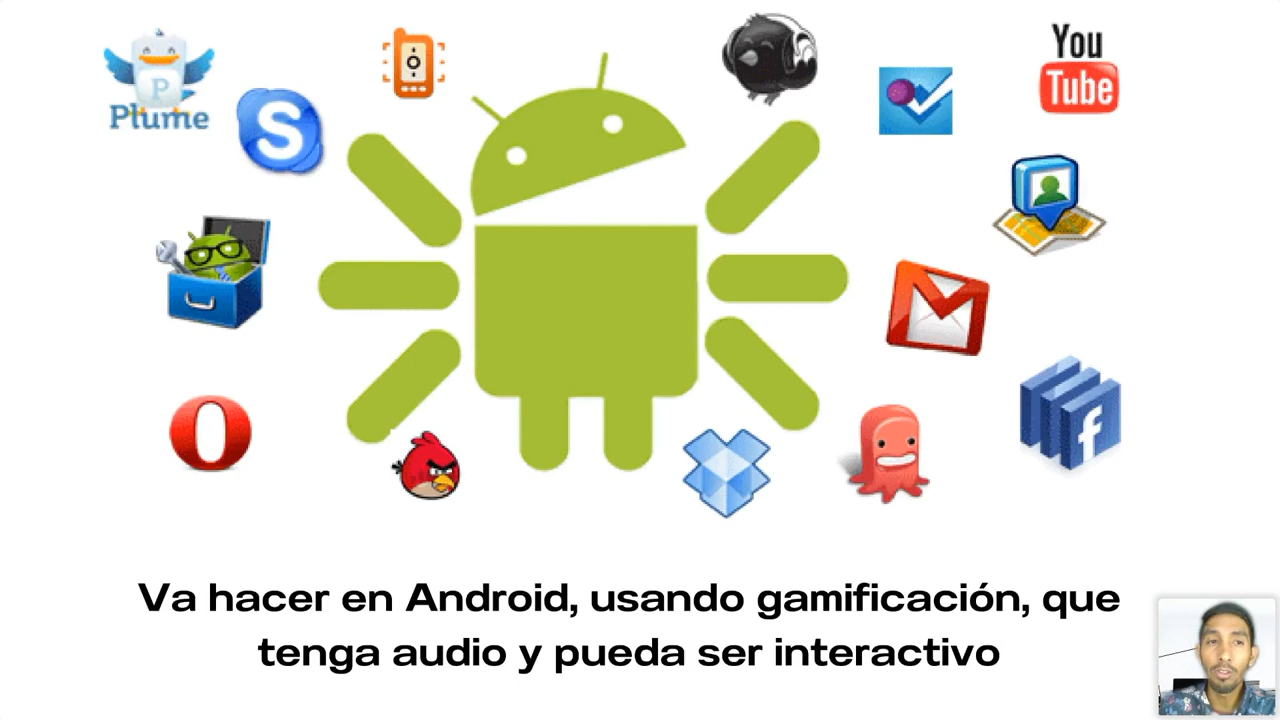 You
Tube
P
Plume
S
f
Va hacer en Android, usando gamificación, que
tenga audio y pueda ser interactivo